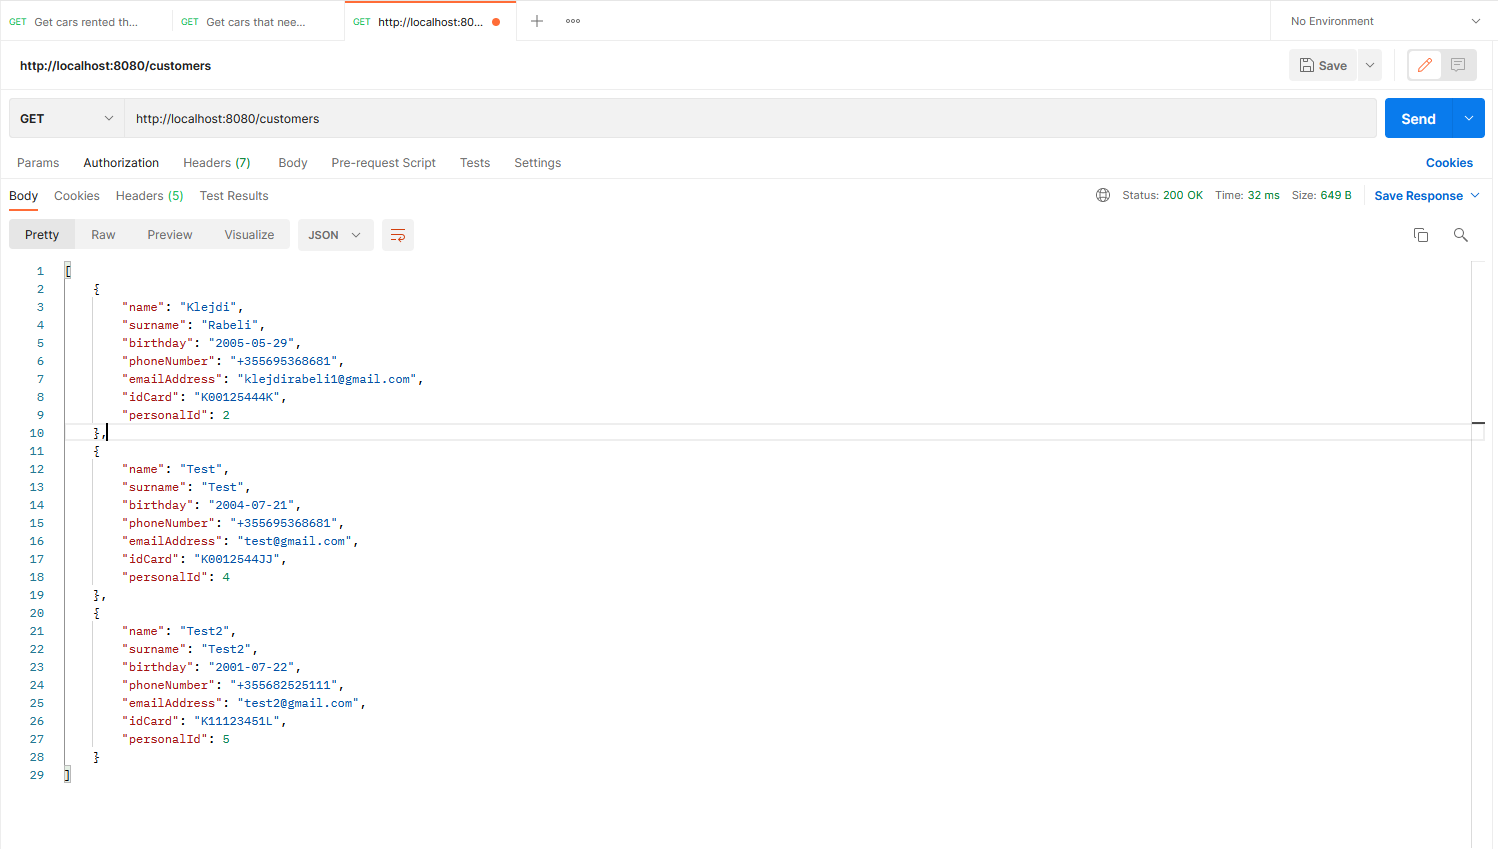 GET Get cars rented th...
GET Get cars that nee...
GET http://localhost:80...
No Environment
http://localhost:8080/customers
Save
GET
http://localhost:8080/customers
Send
Params Authorization Headers (7) Body Pre-request Script Tests Settings Cookies
Body Cookies Headers (5) Test Results Status: 200 OK Time: 32 ms Size: 649 B Save Response
Pretty Raw Preview Visualize JSON
1 [
2 {
3 "name": "Klejdi",
4 "surname": "Rabeli",
5 "birthday": "2005-05-29",
6 "phoneNumber": "+355695368681",
7 "emailAddress": "klejdirabeli1@gmail.com",
8 "idCard": "K00125444K",
9 "personalId": 2
10 },
11 {
12 "name": "Test",
13 "surname": "Test",
14 "birthday": "2004-07-21",
15 "phoneNumber": "+355695368681",
16 "emailAddress": "test@gmail.com",
17 "idCard": "K0012544JJ",
18 "personalId": 4
19 },
20 {
21 "name": "Test2",
22 "surname": "Test2",
23 "birthday": "2001-07-22",
24 "phoneNumber": "+355682525111",
25 "emailAddress": "test2@gmail.com",
26 "idCard": "K11123451L",
27 "personalId": 5
28 }
29 ]